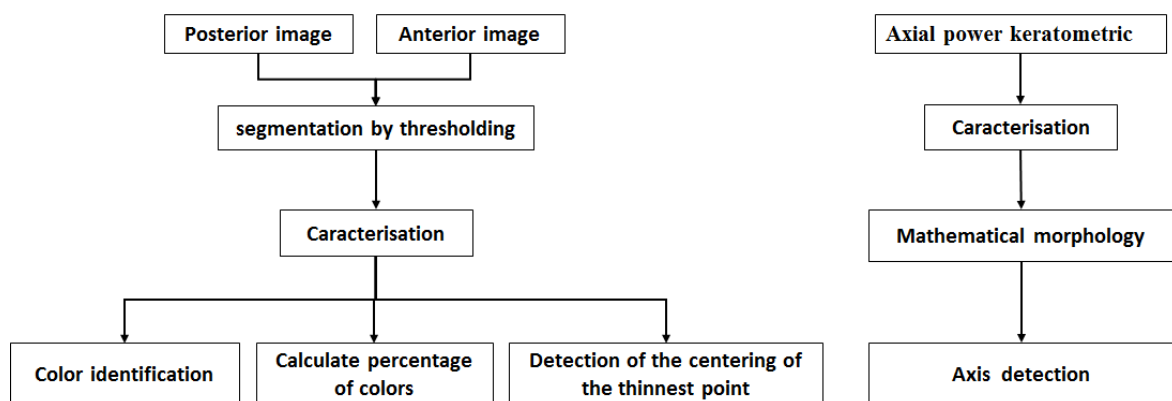 Posterior image
Anterior image
segmentation by thresholding
Caracterisation
Color identification
Calculate percentage
of colors
Detection of the centering of
the thinnest point
Axial power keratometric
Caracterisation
Mathematical morphology
Axis detection